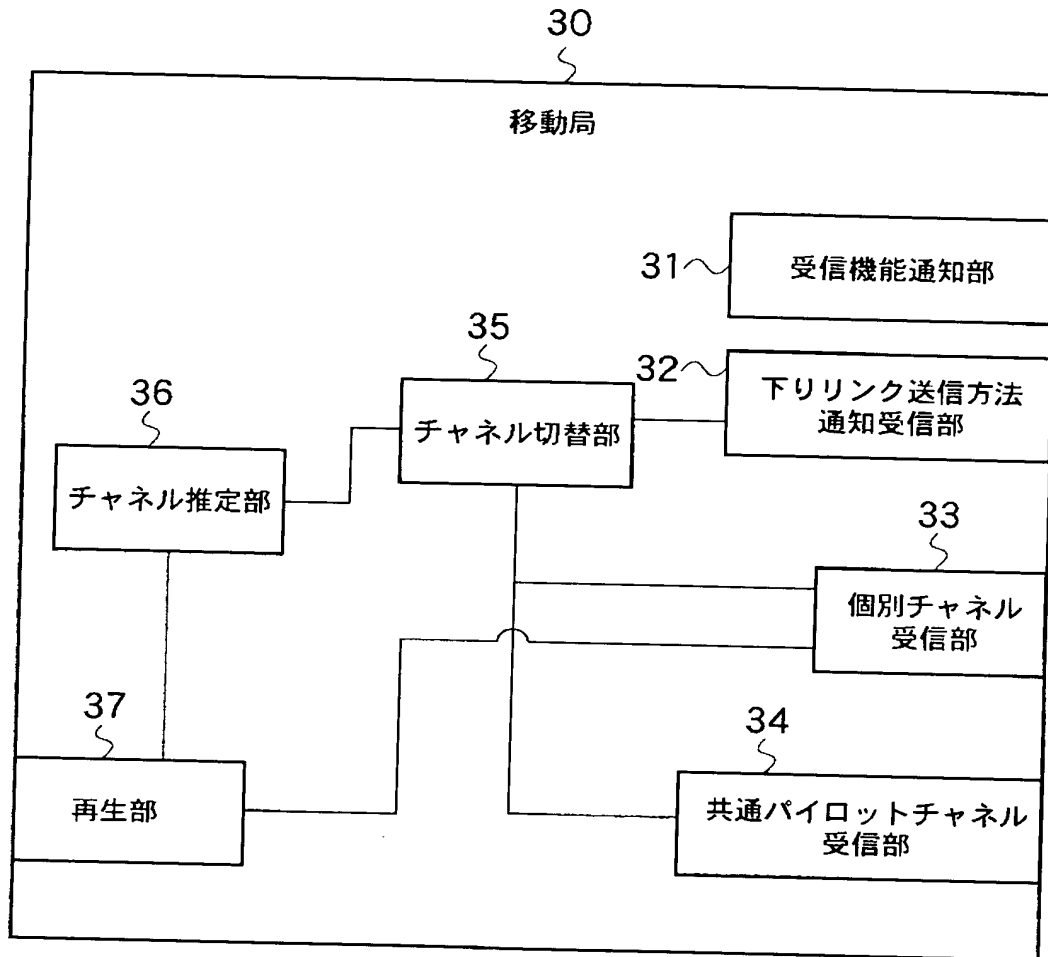 30
移動局
31
受信機能通知部
35
32
下りリンク送信方法
通知受信部
36
チャネル切替部
チャネル推定部
33
個別チャネル
受信部
37
34
再生部
共通パイロットチャネル
受信部